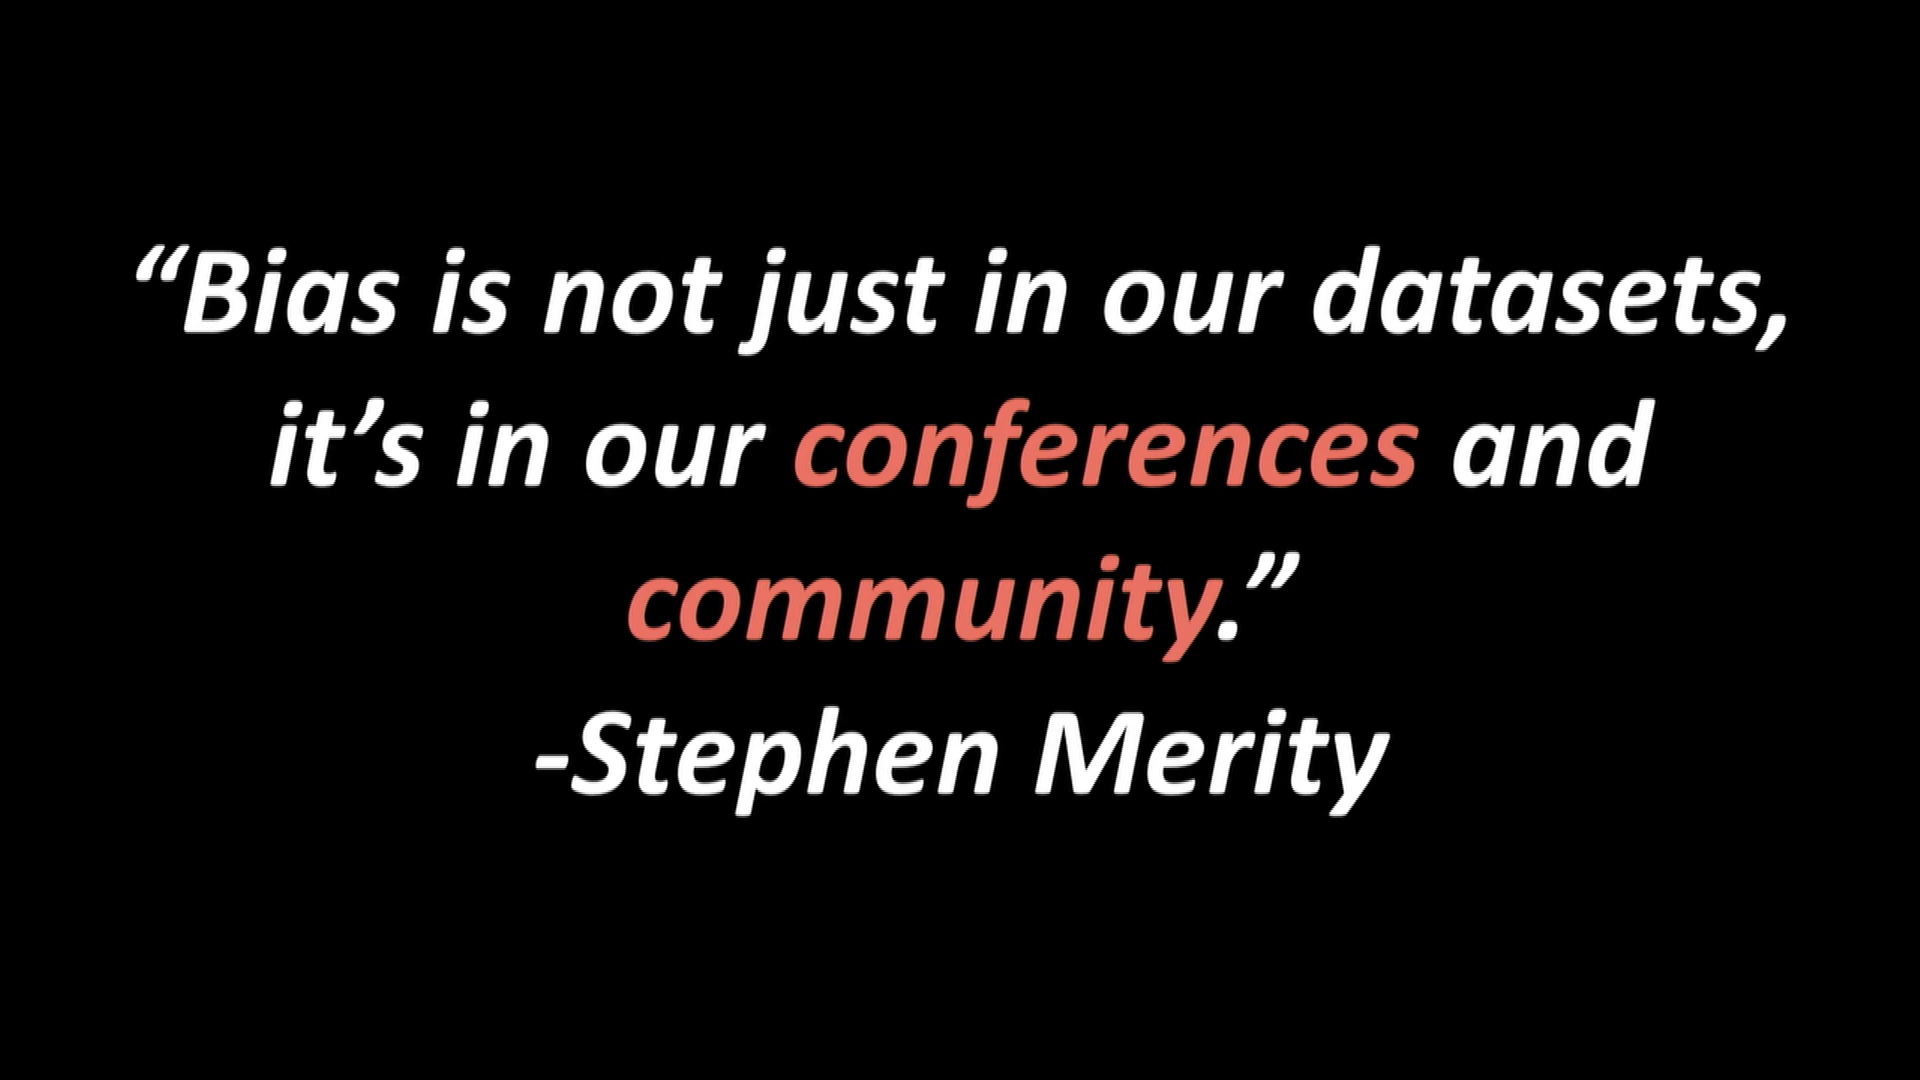 “Bias is not just in our datasets,
it’s in our conferences and
community.”
-Stephen Merity